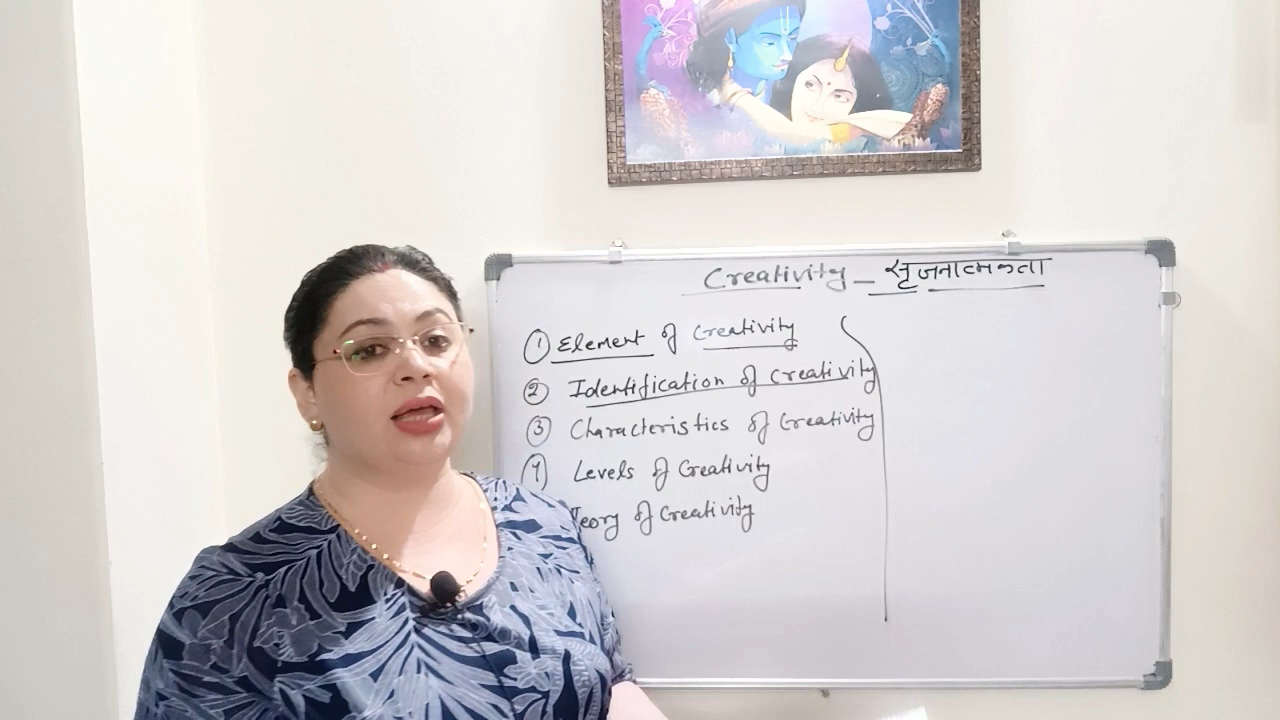 Creativity – सृजनात्मकता
① Element of Creativity
② Identification of Creativity
③ Characteristics of Creativity
④ Levels of Creativity
of Creativity